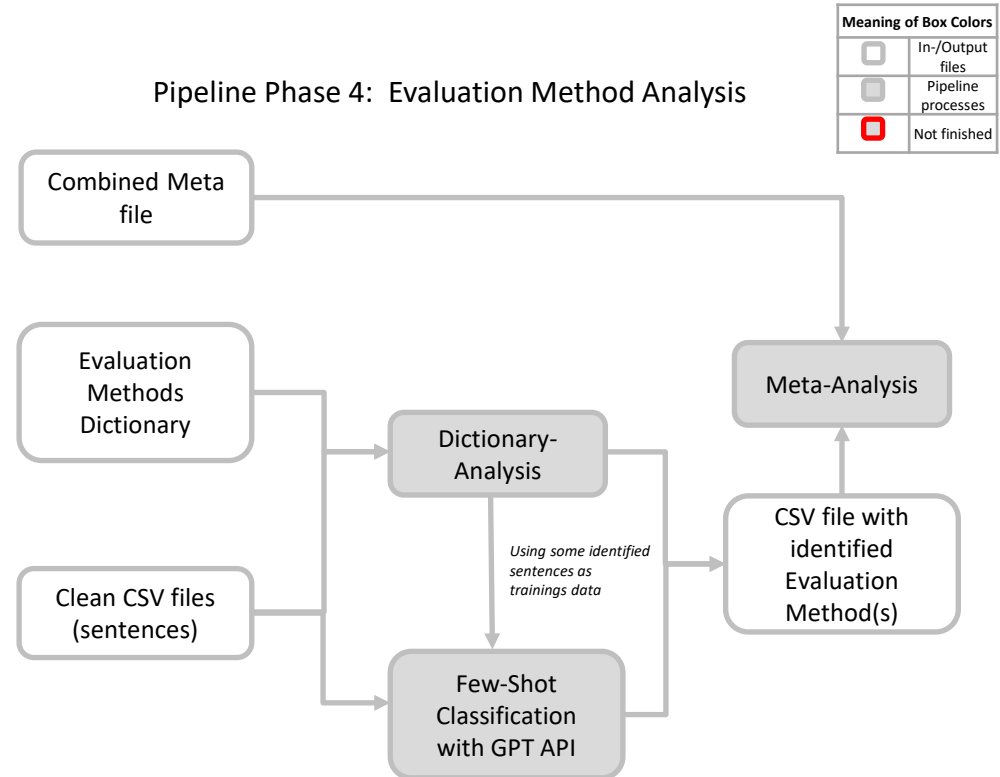 Meaning of Box Colors
In-/Output
files
Pipeline
processes
Not finished
Pipeline Phase 4:  Evaluation Method Analysis
Combined Meta
file
Evaluation
Methods
Dictionary
Meta-Analysis
Dictionary-
Analysis
Using some identified
sentences as
trainings data
CSV file with
identified
Evaluation
Method(s)
Clean CSV files
(sentences)
Few-Shot
Classification
with GPT API